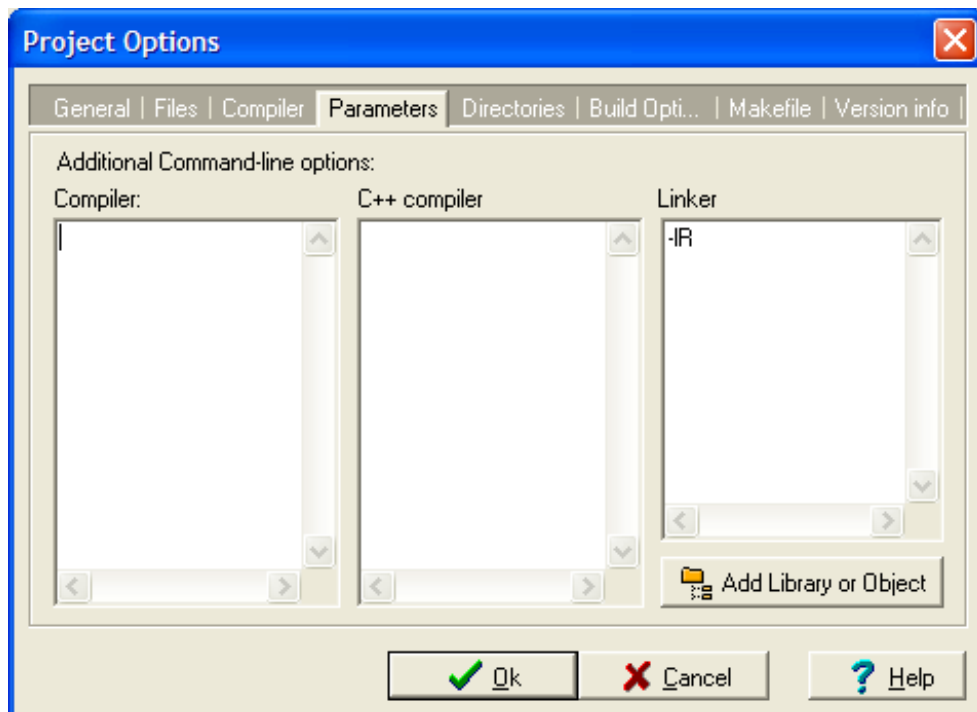 Project Options
General | Files | Compiler Parameters Directories | Build Opti... | Makefile | Version info |
Additional Command-line options:
Compiler: C++ compiler Linker
-lR
Add Library or Object
Ok Cancel Help